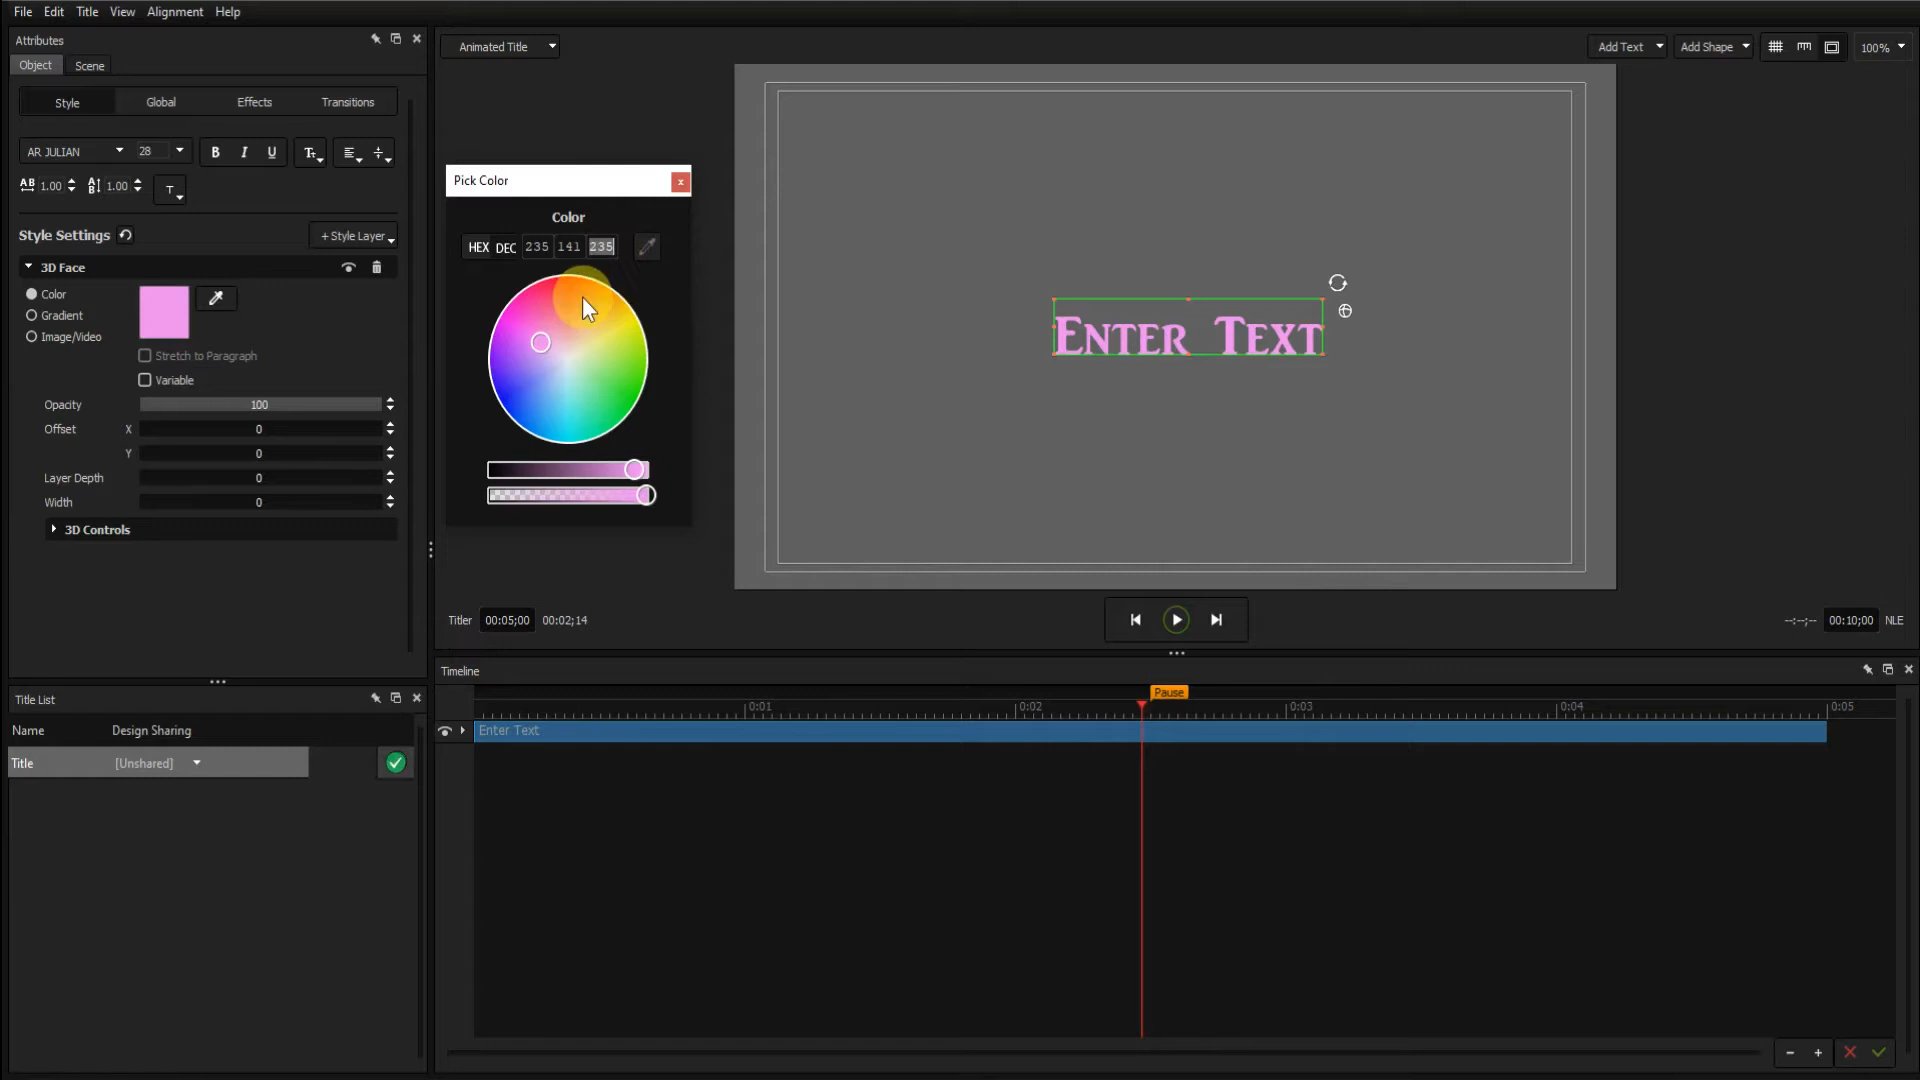 File Edit Title View Alignment Help
Attributes
Object Scene
Style Global Effects Transitions
AR JULIAN 28 B I U T
AB 1.00 AB 1.00 T
Style Settings + Style Layer
3D Face
Color
Gradient
Image/Video
Stretch to Paragraph
Variable
Opacity 100
Offset X 0
Y 0
Layer Depth 0
Width 0
3D Controls
Title List
Name Design Sharing
Title [Unshared]
Animated Title
Add Text Add Shape 100%
Pick Color x
Color
HEX DEC 235 141 235
Enter Text
Titler 00:05;00 00:02;14
--:--;-- 00:10;00 NLE
Timeline
Pause
0:01 0:02 0:03 0:04 0:05
Enter Text